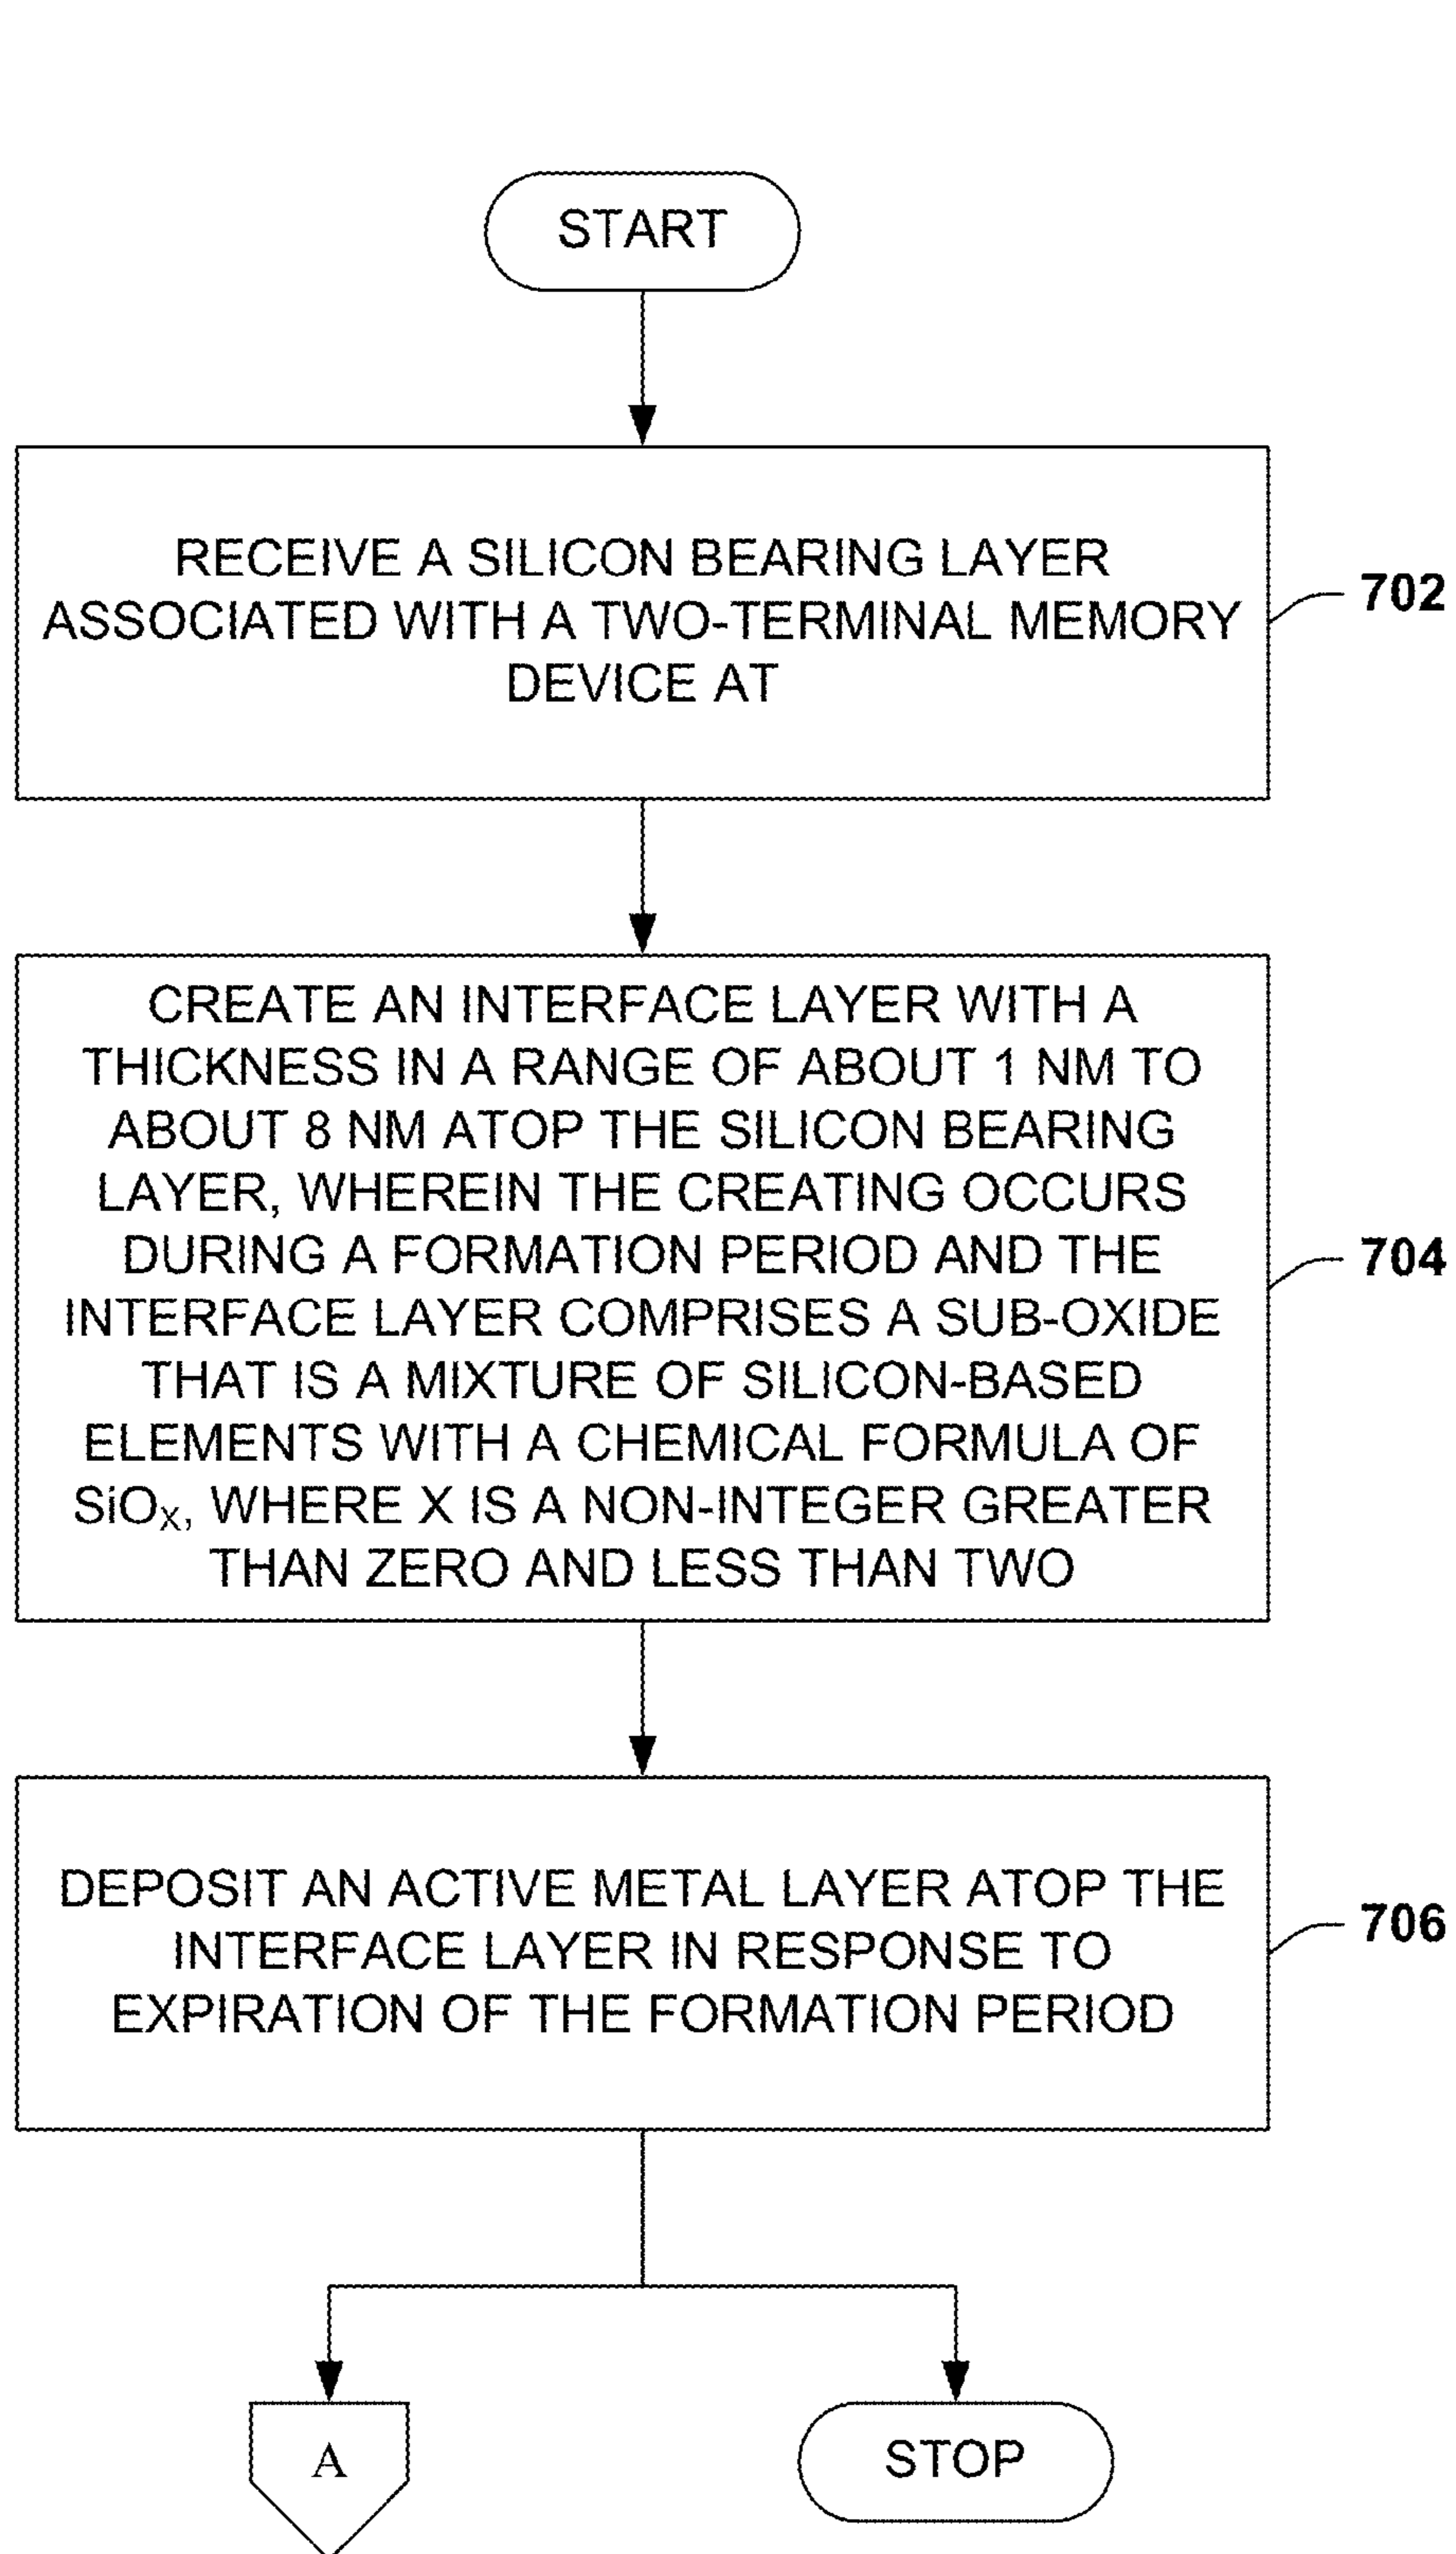 START
RECEIVE A SILICON BEARING LAYER
ASSOCIATED WITH A TWO-TERMINAL MEMORY
DEVICE AT
702
CREATE AN INTERFACE LAYER WITH A
THICKNESS IN A RANGE OF ABOUT 1 NM TO
ABOUT 8 NM ATOP THE SILICON BEARING
LAYER, WHEREIN THE CREATING OCCURS
DURING A FORMATION PERIOD AND THE
INTERFACE LAYER COMPRISES A SUB-OXIDE
THAT IS A MIXTURE OF SILICON-BASED
ELEMENTS WITH A CHEMICAL FORMULA OF
SiOX, WHERE X IS A NON-INTEGER GREATER
THAN ZERO AND LESS THAN TWO
704
DEPOSIT AN ACTIVE METAL LAYER ATOP THE
INTERFACE LAYER IN RESPONSE TO
EXPIRATION OF THE FORMATION PERIOD
706
A
STOP